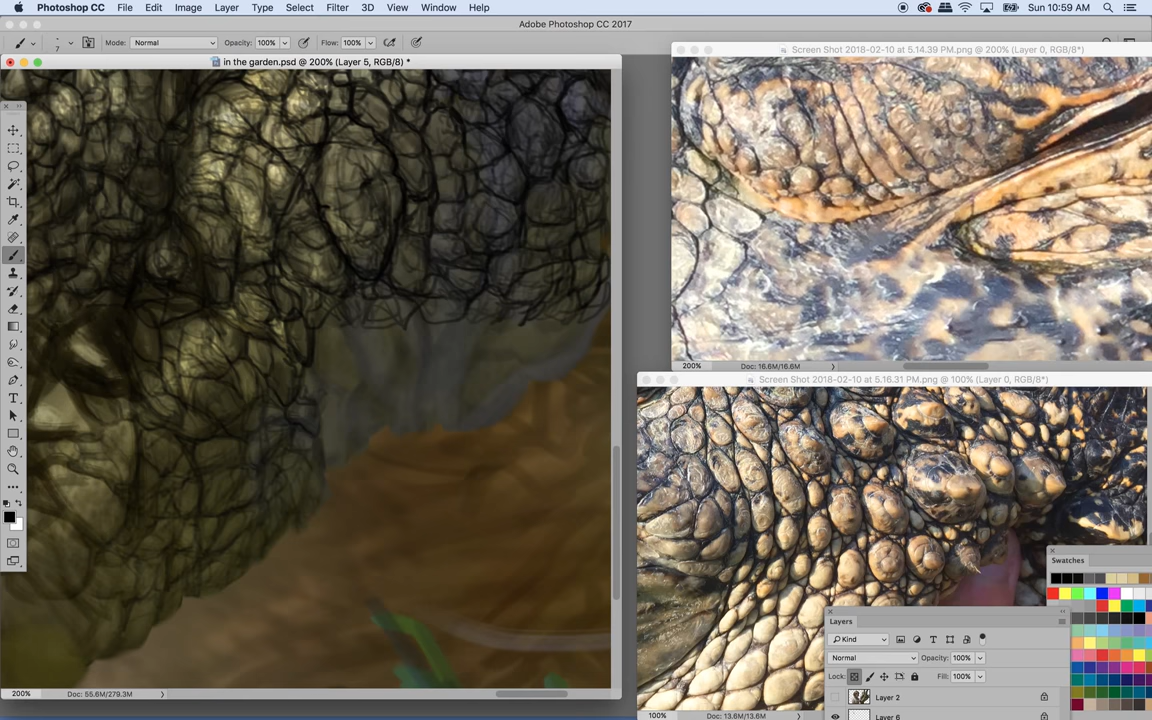 Photoshop CC File Edit Image Layer Type Select Filter 3D View Window Help Sun 10:59 AM
Adobe Photoshop CC 2017
7 Mode: Normal Opacity: 100% Flow: 100%
in the garden.psd @ 200% (Layer 5, RGB/8) *
Screen Shot 2018-02-10 at 5.14.39 PM.png @ 200% (Layer 0, RGB/8*)
200% Doc: 16.6M/16.6M
Screen Shot 2018-02-10 at 5.16.31 PM.png @ 100% (Layer 0, RGB/8*)
Swatches
Layers
Kind
Normal Opacity: 100%
Lock: Fill: 100%
Layer 2
Layer 6
200% Doc: 55.6M/279.3M
100% Doc: 13.6M/13.6M